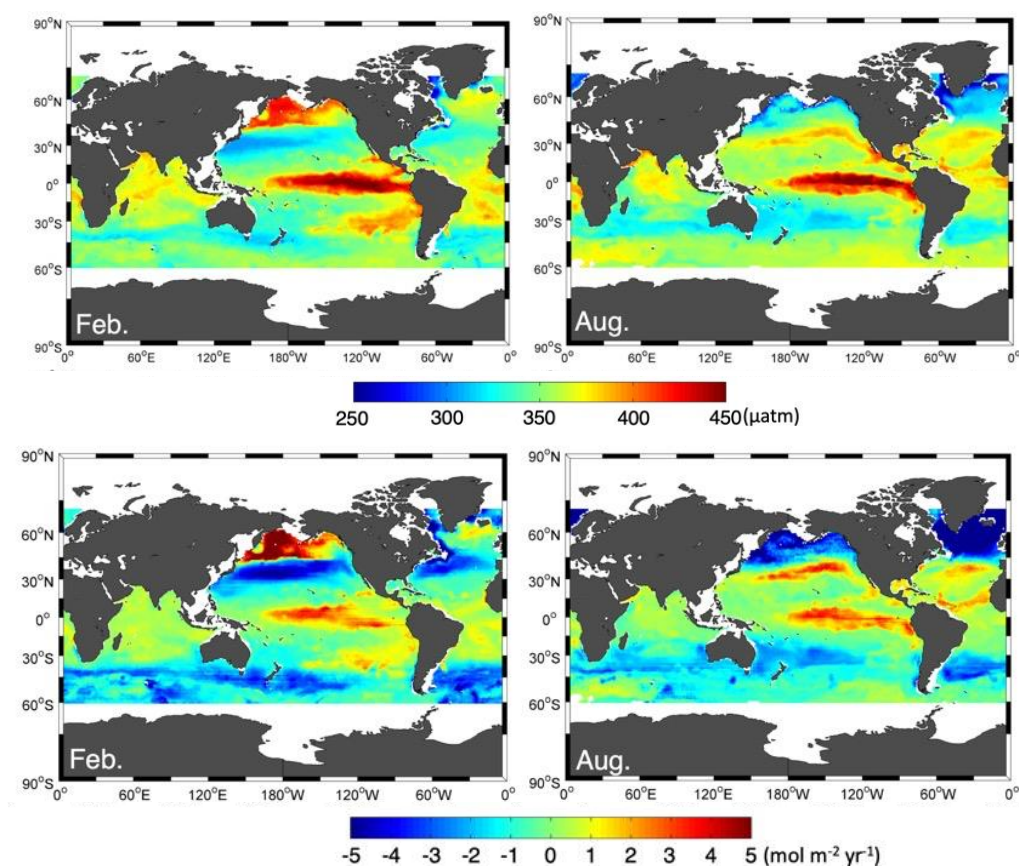 90°N 90°N
60°N 60°N
30°N 30°N
0° 0°
30°S 30°S
60°S 60°S
Feb. Aug.
90°S 90°S
0° 60°E 120°E 180°W 120°W 60°W 0° 0° 60°E 120°E 180°W 120°W 60°W 0°
250 300 350 400 450 (µatm)
90°N 90°N
60°N 60°N
30°N 30°N
0° 0°
30°S 30°S
60°S 60°S
Feb. Aug.
90°S 90°S
0° 60°E 120°E 180°W 120°W 60°W 0° 0° 60°E 120°E 180°W 120°W 60°W 0°
-5 -4 -3 -2 -1 0 1 2 3 4 5 (mol m⁻² yr⁻¹)